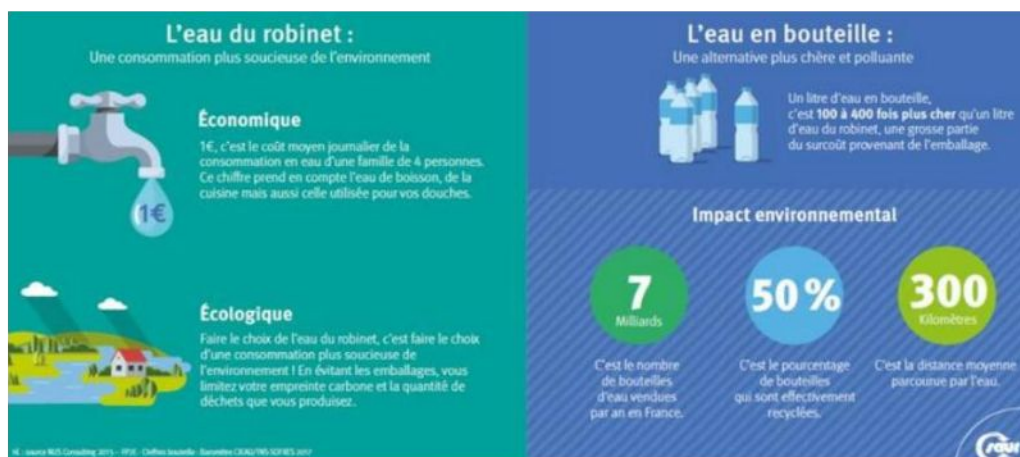 L'eau du robinet :
Une consommation plus soucieuse de l'environnement
Économique
1€, c'est le coût moyen journalier de la
consommation en eau d'une famille de 4 personnes.
Ce chiffre prend en compte l'eau de boisson, de la
cuisine mais aussi celle utilisée pour vos douches.
1€
Écologique
Faire le choix de l'eau du robinet, c'est faire le choix
d'une consommation plus soucieuse de
l'environnement ! En évitant les emballages, vous
limitez votre empreinte carbone et la quantité de
déchets que vous produisez.
L'eau en bouteille :
Une alternative plus chère et polluante
Un litre d'eau en bouteille,
c'est 100 à 400 fois plus cher qu'un litre
d'eau du robinet, une grosse partie
du surcoût provenant de l'emballage.
Impact environnemental
7
Milliards
C'est le nombre
de bouteilles
d'eau vendues
par an en France.
50 %
C'est le pourcentage
de bouteilles
qui sont effectivement
recyclées.
300
Kilomètres
C'est la distance moyenne
parcourue par l'eau.
saur